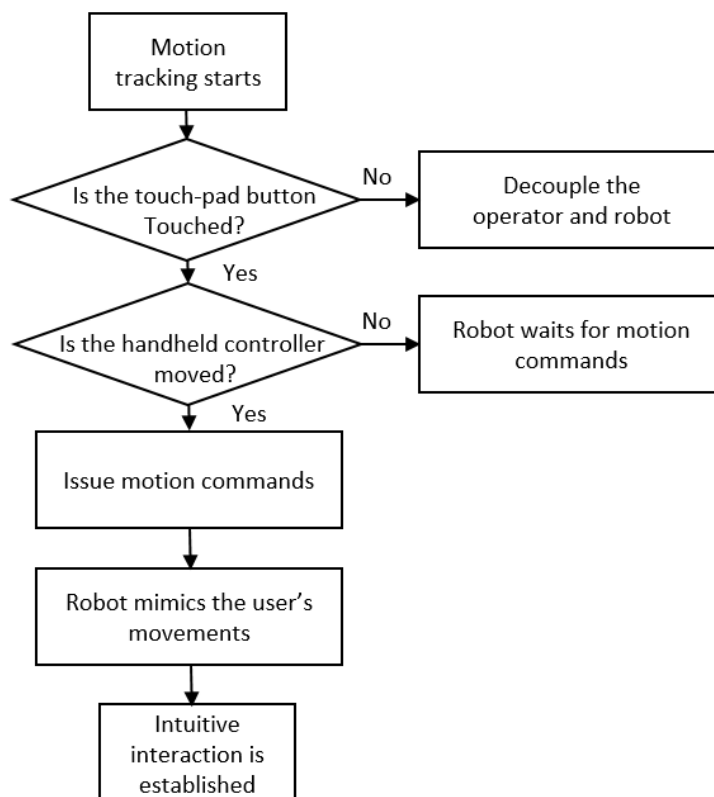 Motion
tracking starts
Is the touch-pad button
Touched?
No
Decouple the
operator and robot
Yes
Is the handheld controller
moved?
No
Robot waits for motion
commands
Yes
Issue motion commands
Robot mimics the user’s
movements
Intuitive
interaction is
established